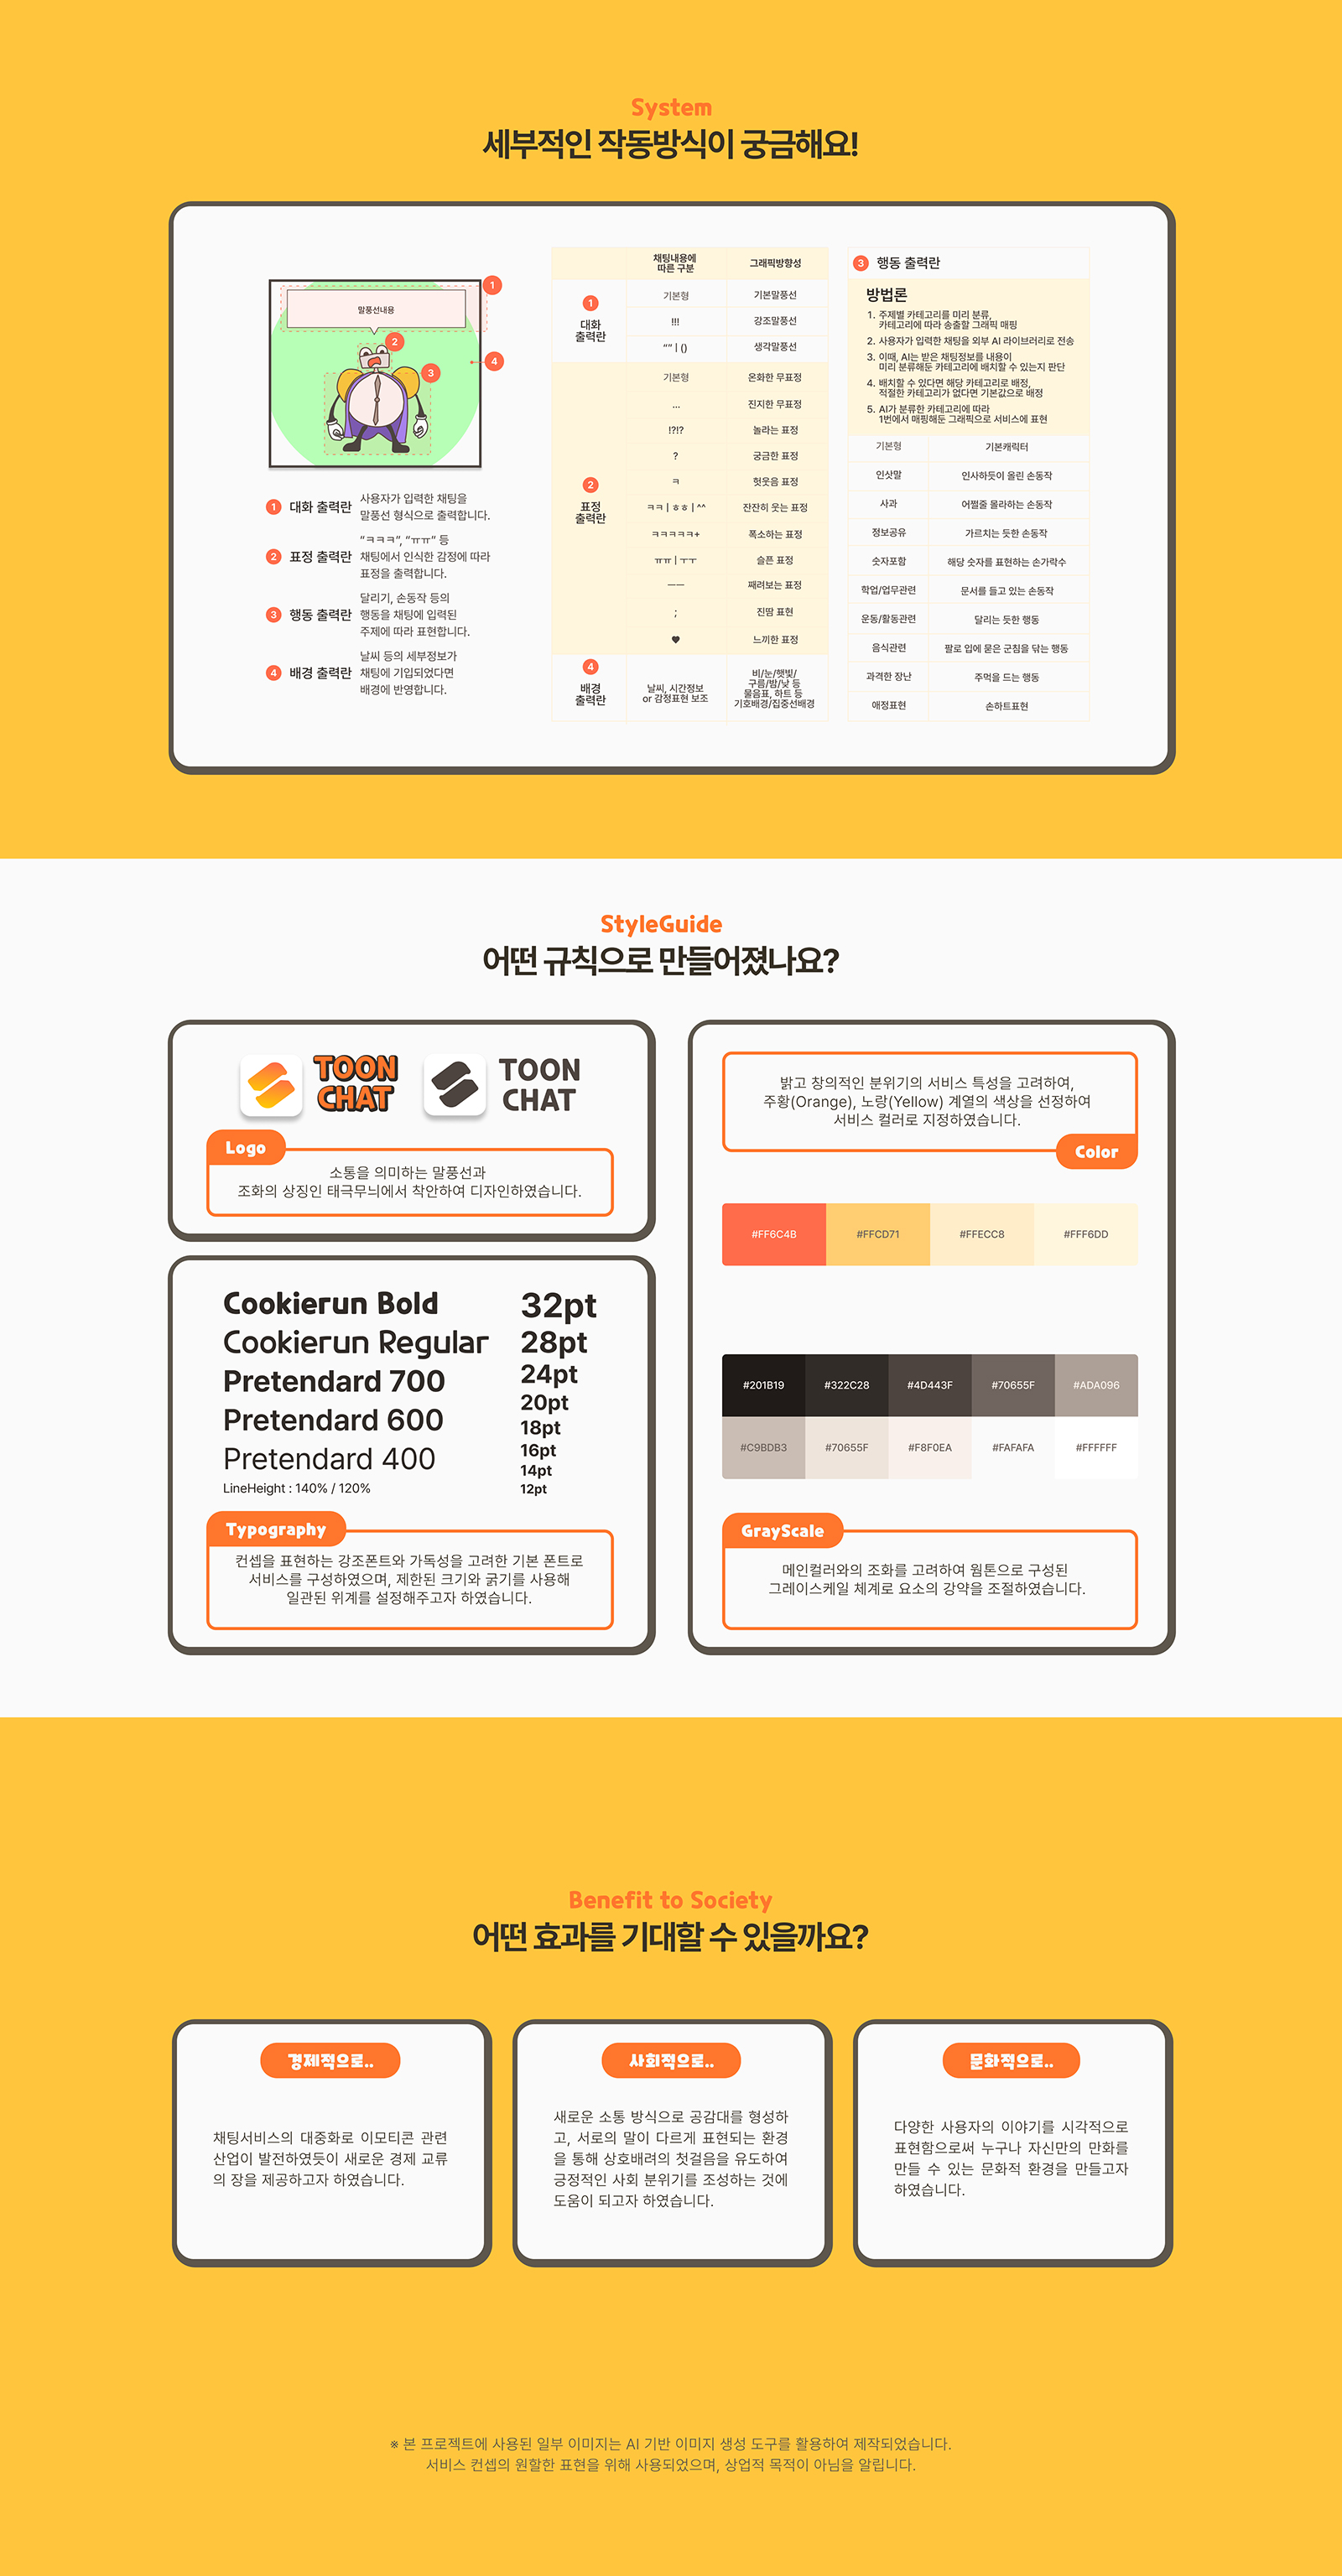 System
세부적인 작동방식이 궁금해요!
말풍선내용
1
2
3
4
1 대화 출력란 사용자가 입력한 채팅을
말풍선 형식으로 출력합니다.
2 표정 출력란 “ㅋㅋㅋ”, “ㅠㅠ” 등
채팅에서 인식한 감정에 따라
표정을 출력합니다.
3 행동 출력란 달리기, 손동작 등의
행동을 채팅에 입력된
주제에 따라 표현합니다.
4 배경 출력란 날씨 등의 세부정보가
채팅에 기입되었다면
배경에 반영합니다.
채팅내용에
따른 구분
그래픽방향성
1
대화
출력란
기본형 기본말풍선
!!! 강조말풍선
“” | () 생각말풍선
2
표정
출력란
기본형 온화한 무표정
... 진지한 무표정
!?!? 놀라는 표정
? 궁금한 표정
ㅋ 헛웃음 표정
ㅋㅋ | ㅎㅎ | ^^ 잔잔히 웃는 표정
ㅋㅋㅋㅋㅋ+ 폭소하는 표정
ㅠㅠ | ㅜㅜ 슬픈 표정
ㅡㅡ 째려보는 표정
; 진땀 표현
♥ 느끼한 표정
4
배경
출력란
날씨, 시간정보
or 감정표현 보조
비/눈/햇빛/
구름/밤/낮 등
물음표, 하트 등
기호배경/집중선배경
3 행동 출력란
방법론
1. 주제별 카테고리를 미리 분류,
카테고리에 따라 송출할 그래픽 매핑
2. 사용자가 입력한 채팅을 외부 AI 라이브러리로 전송
3. 이때, AI는 받은 채팅정보를 내용이
미리 분류해둔 카테고리에 배치할 수 있는지 판단
4. 배치할 수 있다면 해당 카테고리로 배정,
적절한 카테고리가 없다면 기본값으로 배정
5. AI가 분류한 카테고리에 따라
1번에서 매핑해둔 그래픽으로 서비스에 표현
기본형 기본캐릭터
인삿말 인사하듯이 올린 손동작
사과 어쩔줄 몰라하는 손동작
정보공유 가르치는 듯한 손동작
숫자포함 해당 숫자를 표현하는 손가락수
학업/업무관련 문서를 들고 있는 손동작
운동/활동관련 달리는 듯한 행동
음식관련 팔로 입에 묻은 군침을 닦는 행동
과격한 장난 주먹을 드는 행동
애정표현 손하트표현
StyleGuide
어떤 규칙으로 만들어졌나요?
TOON
CHAT
TOON
CHAT
Logo
소통을 의미하는 말풍선과
조화의 상징인 태극무늬에서 착안하여 디자인하였습니다.
Cookierun Bold
Cookierun Regular
Pretendard 700
Pretendard 600
Pretendard 400
LineHeight : 140% / 120%
32pt
28pt
24pt
20pt
18pt
16pt
14pt
12pt
Typography
컨셉을 표현하는 강조폰트와 가독성을 고려한 기본 폰트로
서비스를 구성하였으며, 제한된 크기와 굵기를 사용해
일관된 위계를 설정해주고자 하였습니다.
밝고 창의적인 분위기의 서비스 특성을 고려하여,
주황(Orange), 노랑(Yellow) 계열의 색상을 선정하여
서비스 컬러로 지정하였습니다.
Color
#FF6C4B #FFCD71 #FFECC8 #FFF6DD
#201B19 #322C28 #4D443F #70655F #ADA096
#C9BDB3 #70655F #F8F0EA #FAFAFA #FFFFFF
GrayScale
메인컬러와의 조화를 고려하여 웜톤으로 구성된
그레이스케일 체계로 요소의 강약을 조절하였습니다.
Benefit to Society
어떤 효과를 기대할 수 있을까요?
경제적으로..
채팅서비스의 대중화로 이모티콘 관련
산업이 발전하였듯이 새로운 경제 교류
의 장을 제공하고자 하였습니다.
사회적으로..
새로운 소통 방식으로 공감대를 형성하
고, 서로의 말이 다르게 표현되는 환경
을 통해 상호배려의 첫걸음을 유도하여
긍정적인 사회 분위기를 조성하는 것에
도움이 되고자 하였습니다.
문화적으로..
다양한 사용자의 이야기를 시각적으로
표현함으로써 누구나 자신만의 만화를
만들 수 있는 문화적 환경을 만들고자
하였습니다.
※ 본 프로젝트에 사용된 일부 이미지는 AI 기반 이미지 생성 도구를 활용하여 제작되었습니다.
서비스 컨셉의 원할한 표현을 위해 사용되었으며, 상업적 목적이 아님을 알립니다.